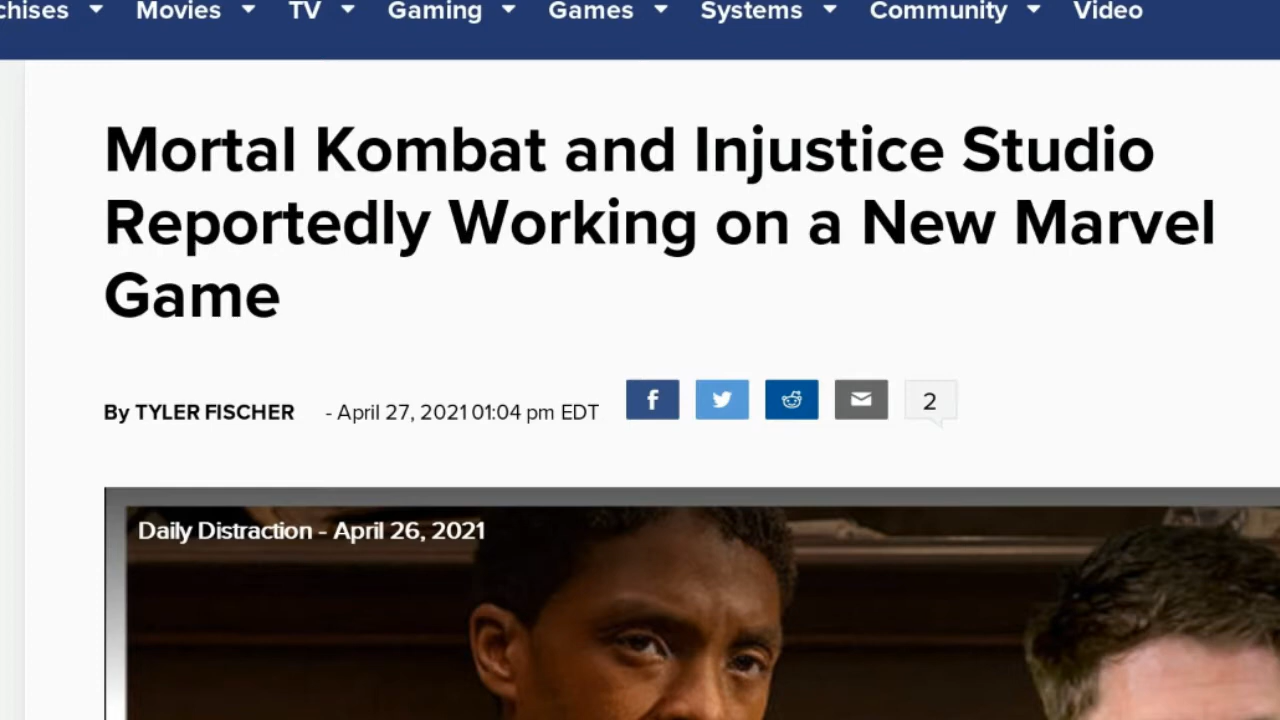 chises Movies TV Gaming Games Systems Community Video
Mortal Kombat and Injustice Studio
Reportedly Working on a New Marvel
Game
By TYLER FISCHER - April 27, 2021 01:04 pm EDT f 2
Daily Distraction - April 26, 2021